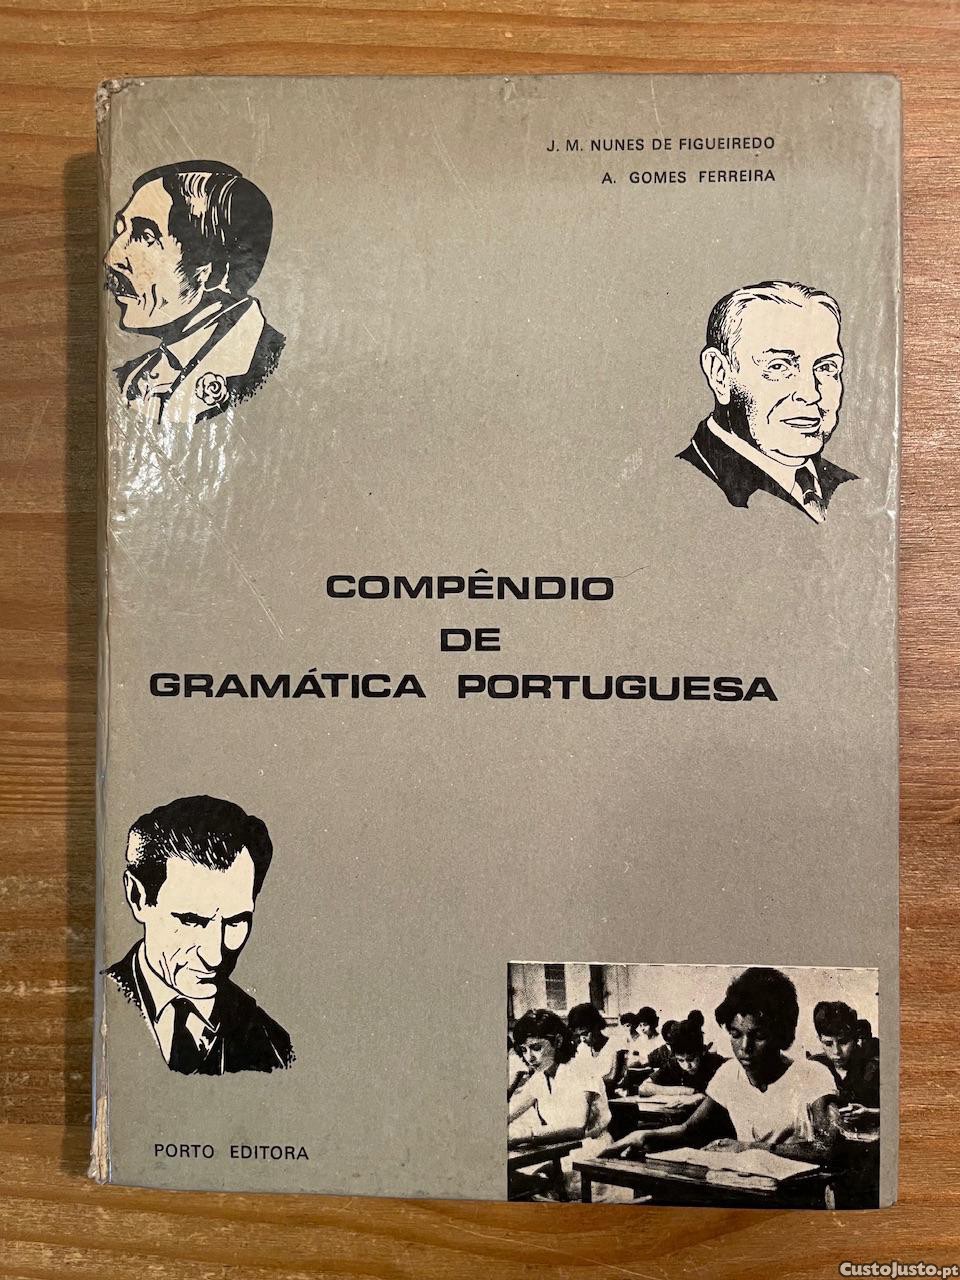 J. M. NUNES DE FIGUEIREDO
A. GOMES FERREIRA
COMPÊNDIO
DE
GRAMÁTICA PORTUGUESA
PORTO EDITORA
CustoJusto.pt